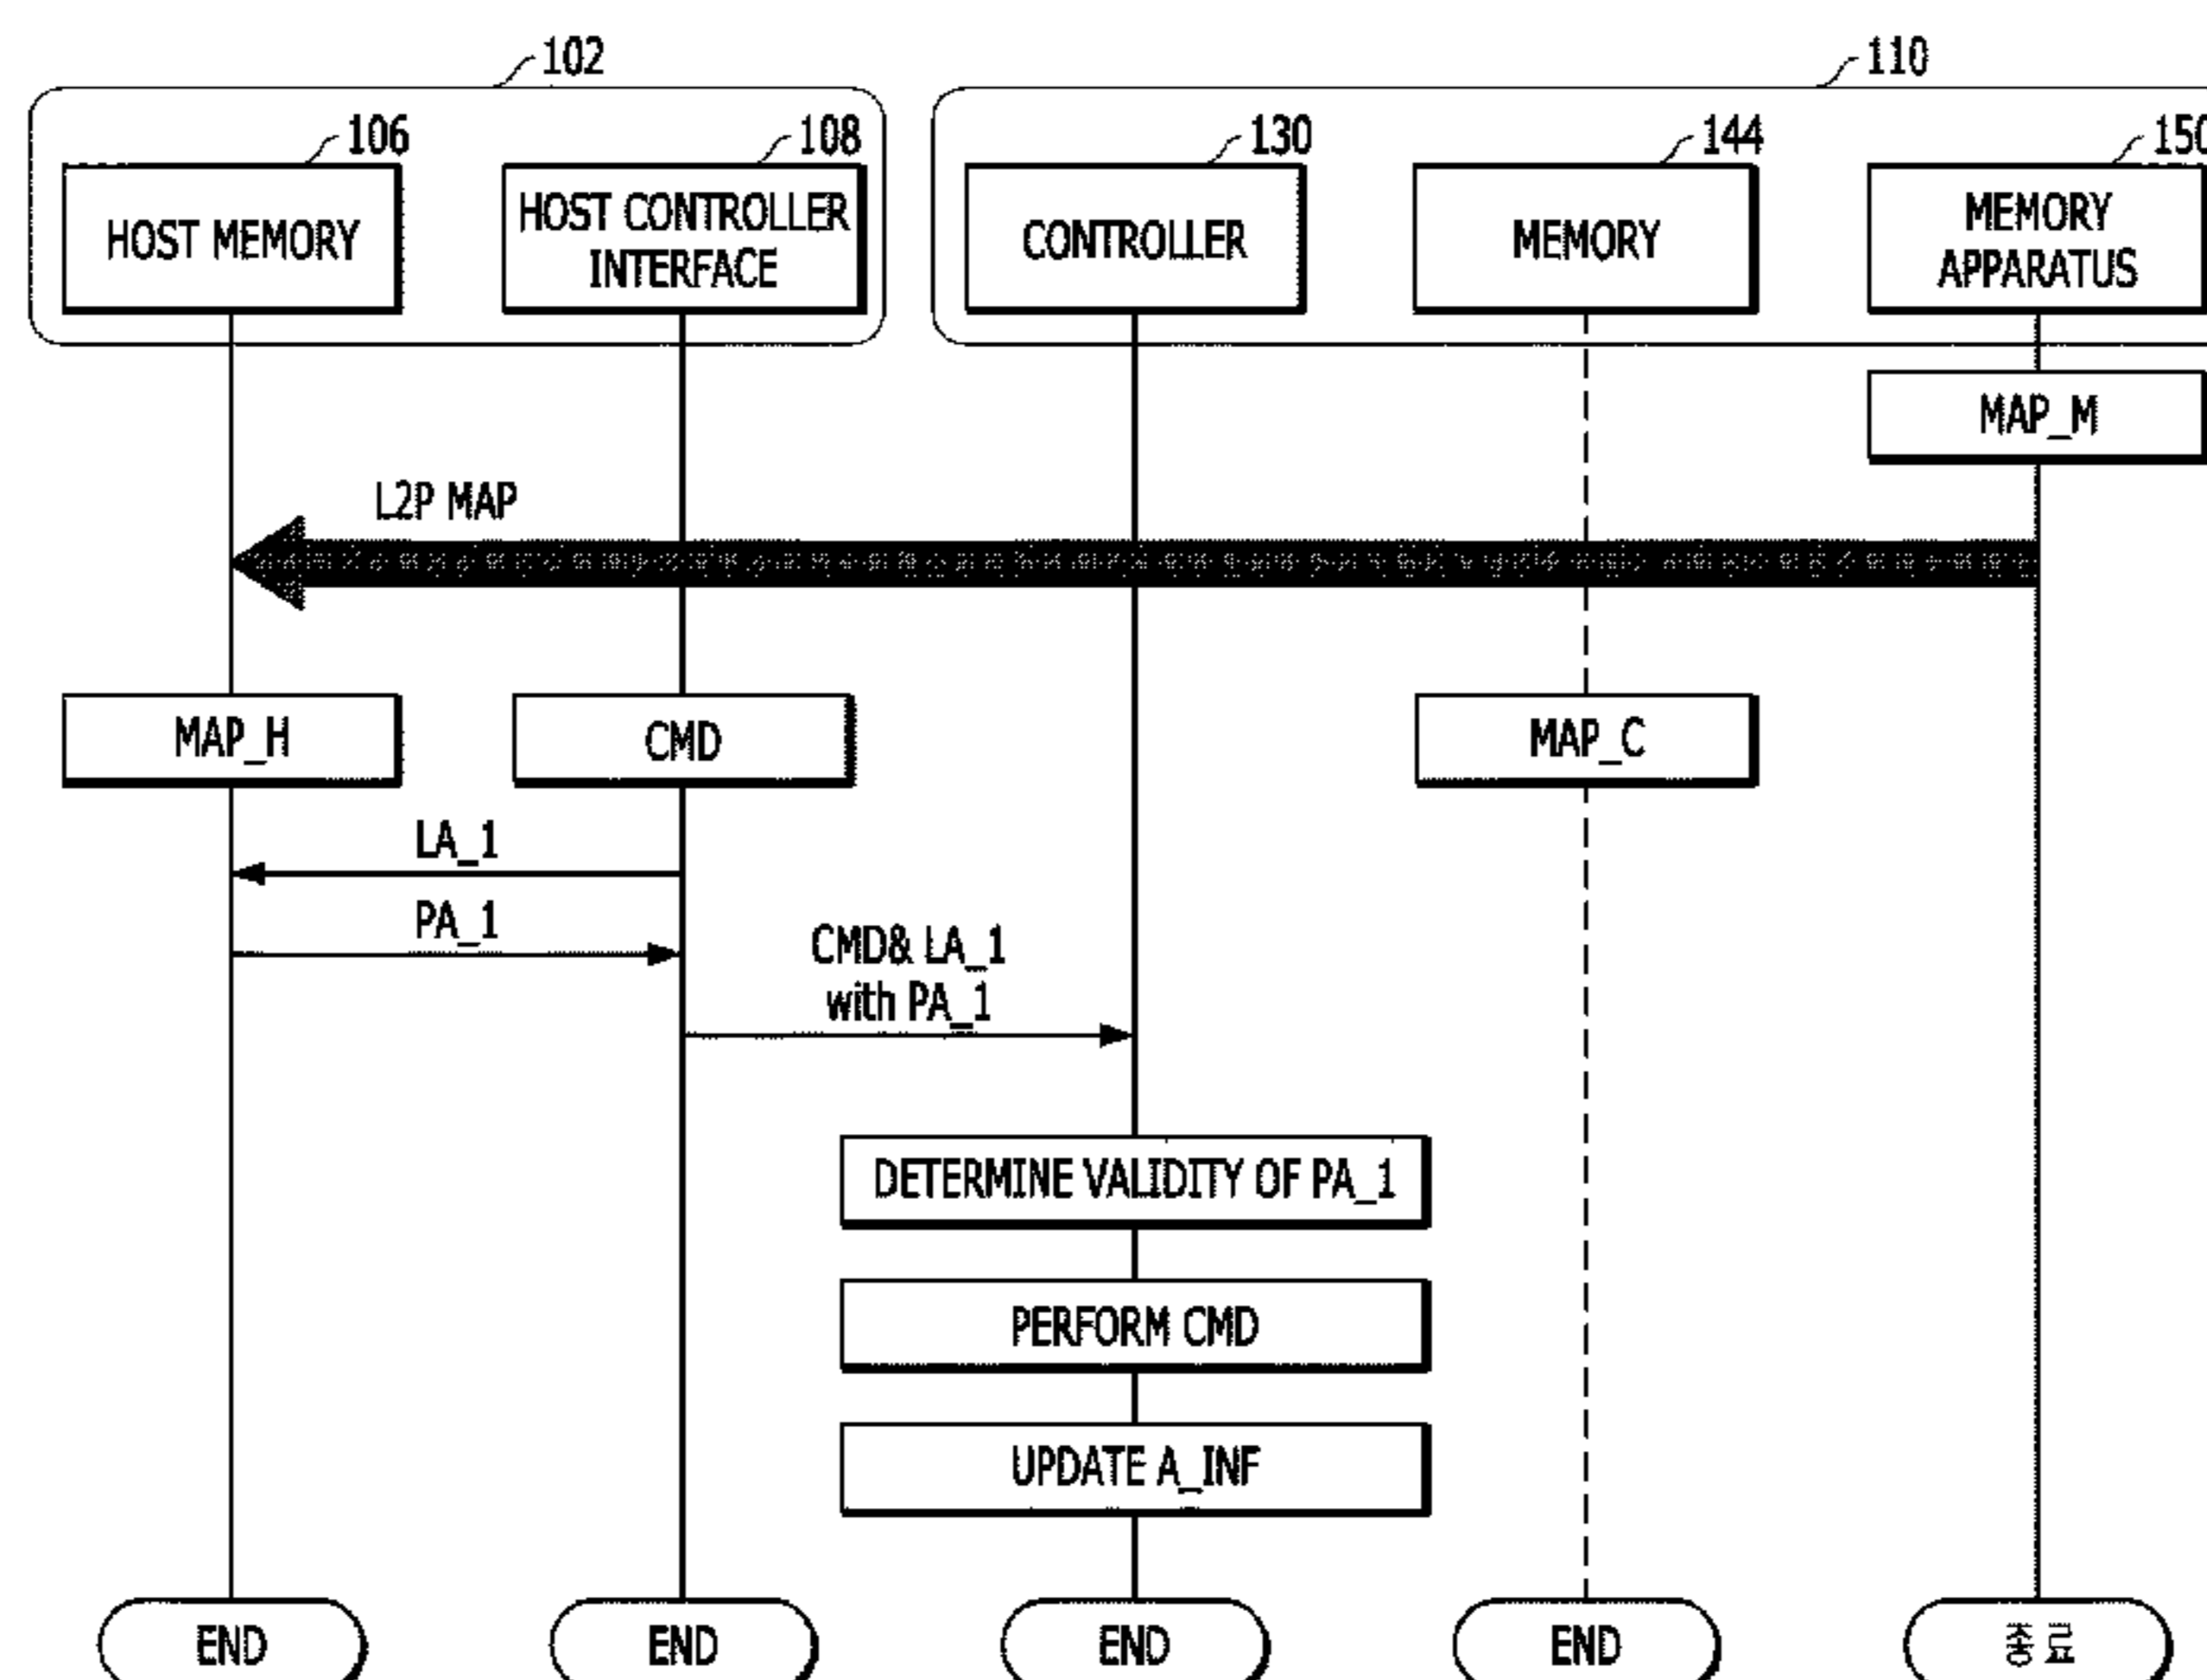 102
110
106
108
130
144
150
HOST MEMORY
HOST CONTROLLER
INTERFACE
CONTROLLER
MEMORY
MEMORY
APPARATUS
MAP_M
L2P MAP
MAP_H
CMD
MAP_C
LA_1
PA_1
CMD& LA_1
with PA_1
DETERMINE VALIDITY OF PA_1
PERFORM CMD
UPDATE A_INF
END
END
END
END